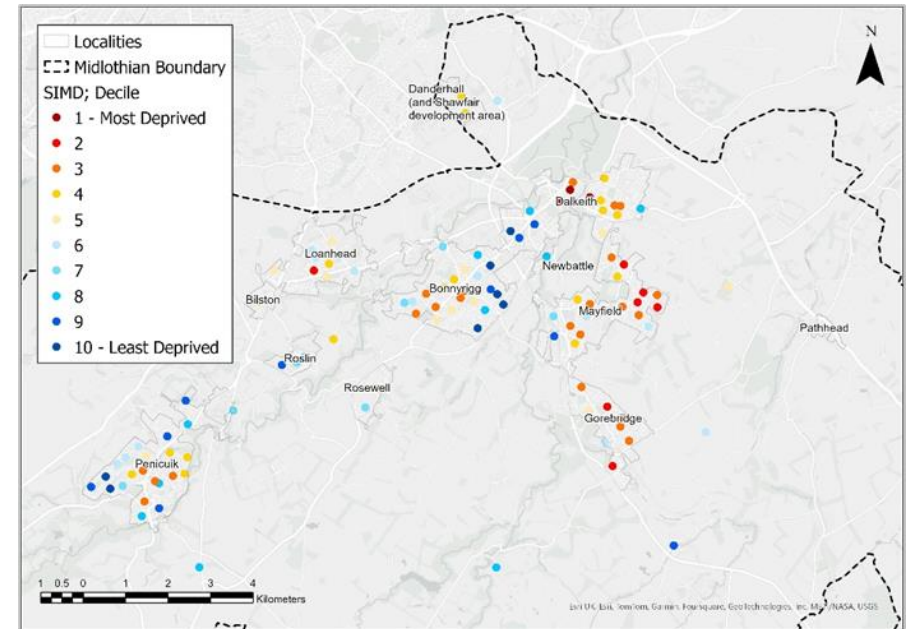 Localities
Midlothian Boundary
SIMD; Decile
1 - Most Deprived
2
3
4
5
6
7
8
9
10 - Least Deprived
N
Danderhall
(and Shawfair
development area)
Dalkeith
Loanhead
Newbattle
Bilston
Bonnyrigg
Mayfield
Pathhead
Roslin
Rosewell
Gorebridge
Penicuik
1 0.5 0 1 2 3 4
Kilometers
Esri UK, Esri, TomTom, Garmin, Foursquare, GeoTechnologies, Inc, METI/NASA, USGS